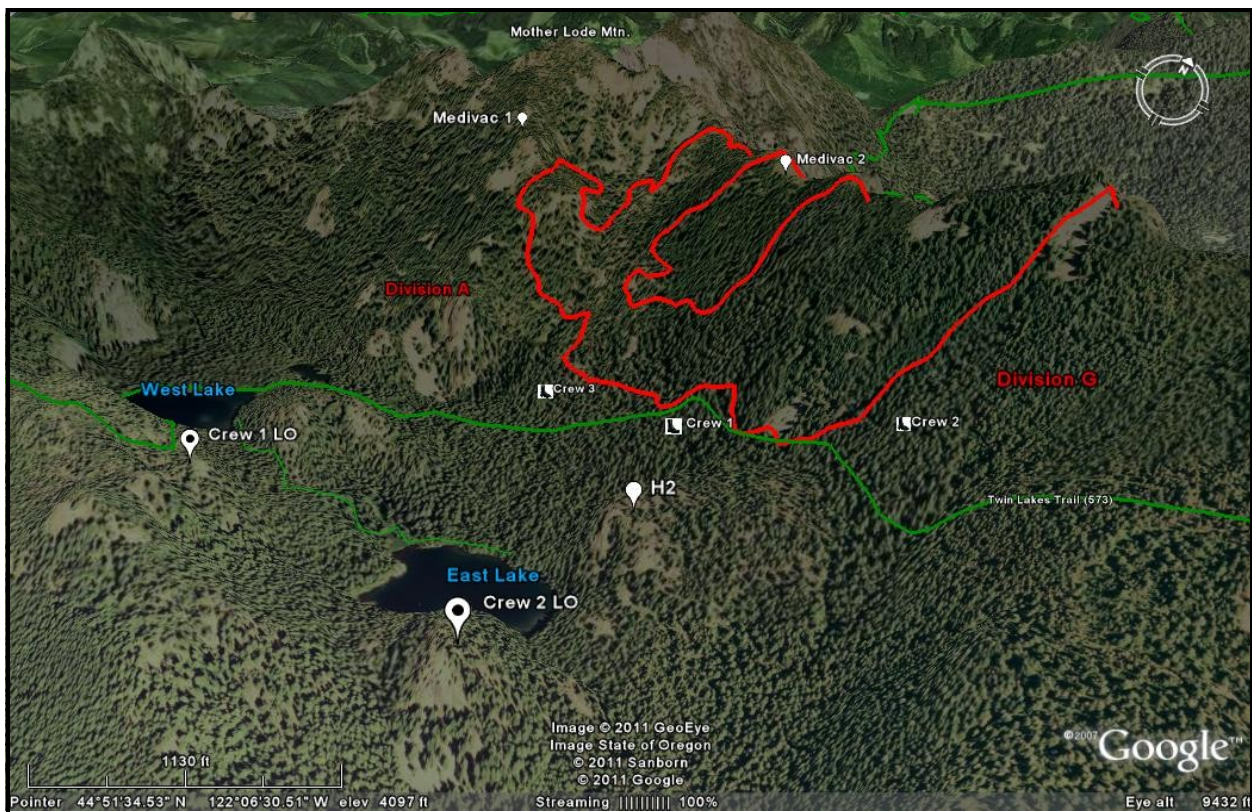 Mother Lode Mtn.
N
Medivac 1
Medivac 2
Division A
West Lake
Crew 3
Division G
Crew 1
Crew 2
Crew 1 LO
H2
Twin Lakes Trail (573)
East Lake
Crew 2 LO
Image © 2011 GeoEye
Image State of Oregon
© 2011 Sanborn
© 2011 Google
©2007 Google™
1130 ft
Pointer 44°51'34.53" N 122°06'30.51" W elev 4097 ft Streaming 100% Eye alt 9432 ft